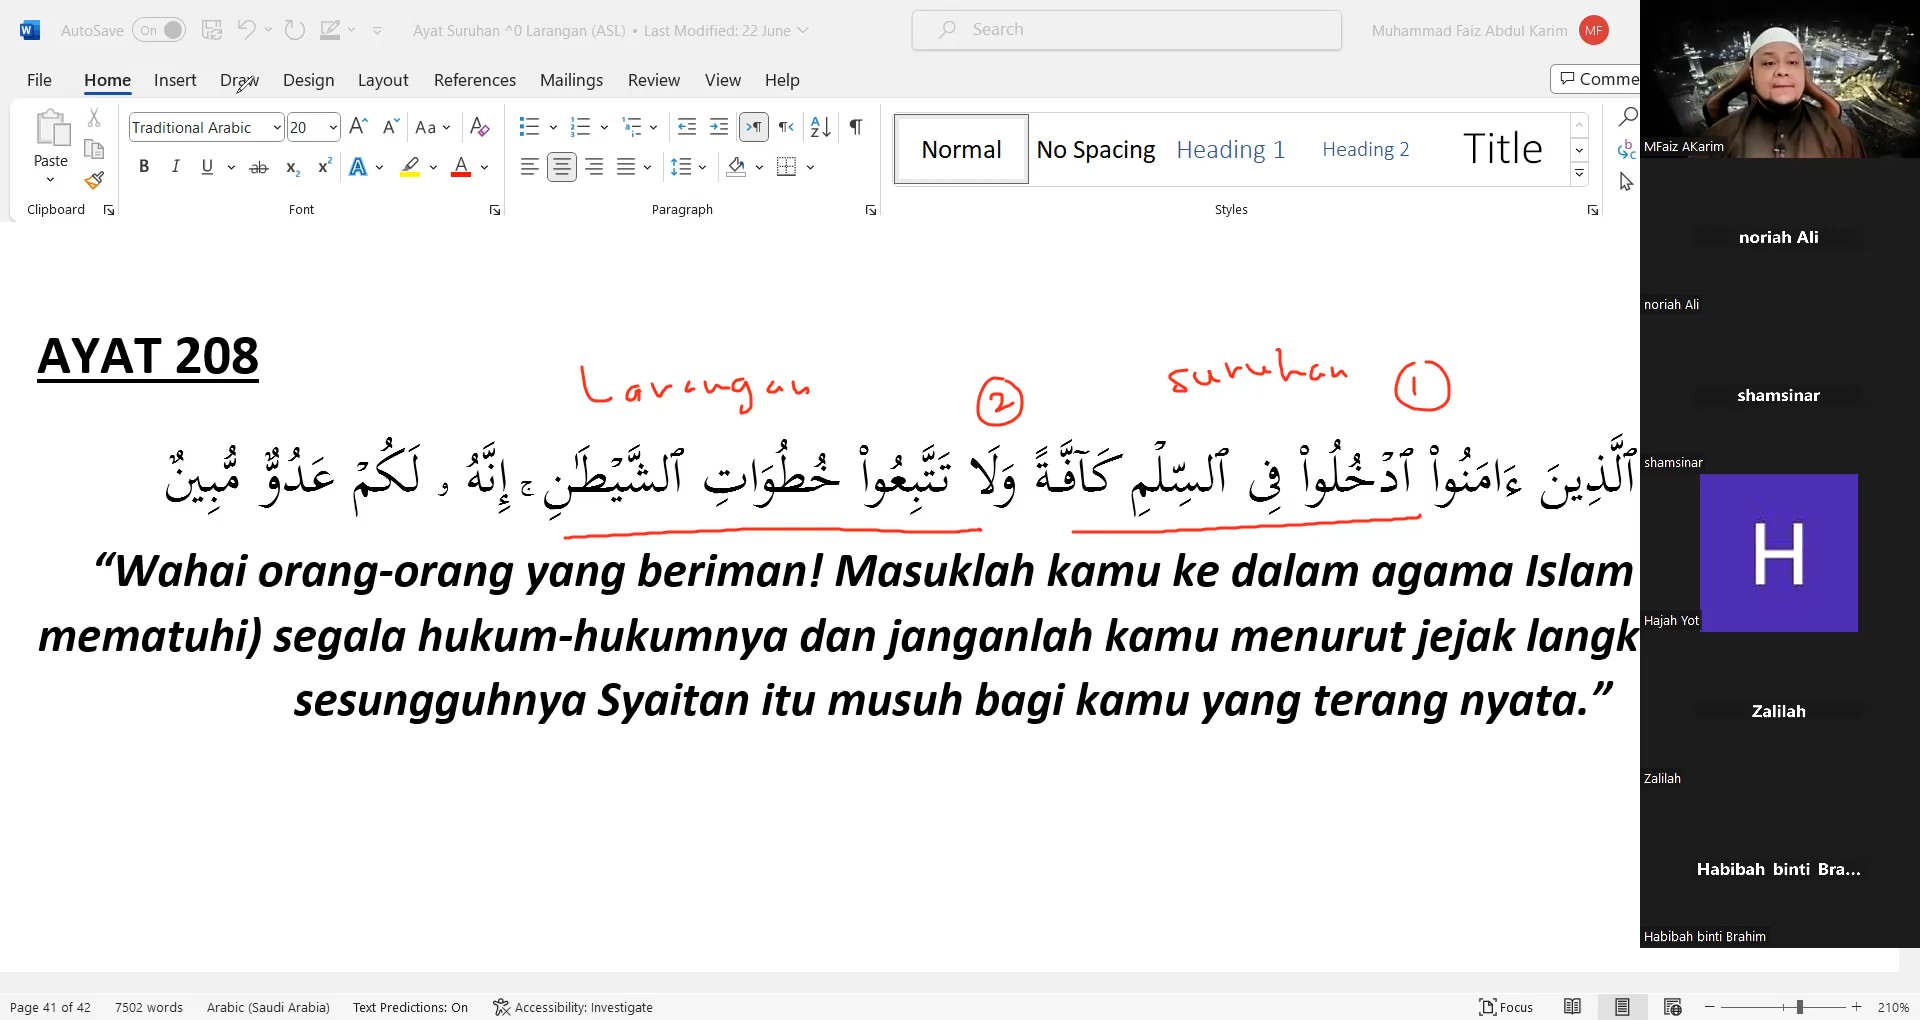 AutoSave On
Ayat Suruhan ^0 Larangan (ASL) • Last Modified: 22 June
Search
Muhammad Faiz Abdul Karim MF
File Home Insert Draw Design Layout References Mailings Review View Help
Comme
Paste
Traditional Arabic 20
Normal No Spacing Heading 1 Heading 2 Title
Clipboard Font Paragraph Styles
AYAT 208
Larangan ② suruhan ①
ٱلَّذِينَ ءَامَنُوا۟ ٱدْخُلُوا۟ فِى ٱلسِّلْمِ كَآفَّةً وَلَا تَتَّبِعُوا۟ خُطُوَاتِ ٱلشَّيْطَـٰنِ ۚ إِنَّهُۥ لَكُمْ عَدُوٌّ مُّبِينٌ
“Wahai orang-orang yang beriman! Masuklah kamu ke dalam agama Islam
mematuhi) segala hukum-hukumnya dan janganlah kamu menurut jejak langk
sesungguhnya Syaitan itu musuh bagi kamu yang terang nyata.”
MFaiz AKarim
noriah Ali
noriah Ali
shamsinar
shamsinar
H
Hajah Yot
Zalilah
Zalilah
Habibah binti Bra...
Habibah binti Brahim
Page 41 of 42 7502 words Arabic (Saudi Arabia) Text Predictions: On Accessibility: Investigate Focus 210%